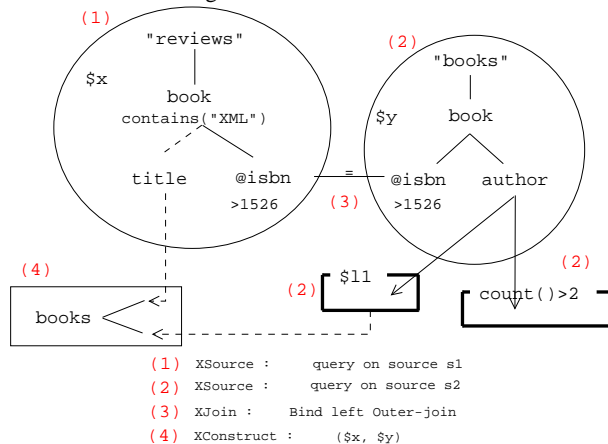 (1)
"reviews"
(2)
"books"
$x
book
contains("XML")
$y
book
title
@isbn
=
@isbn
author
>1526
(3)
>1526
(4)
(2)
$l1
(2)
count()>2
books
(1) XSource : query on source s1
(2) XSource : query on source s2
(3) XJoin : Bind left Outer-join
(4) XConstruct : ($x, $y)